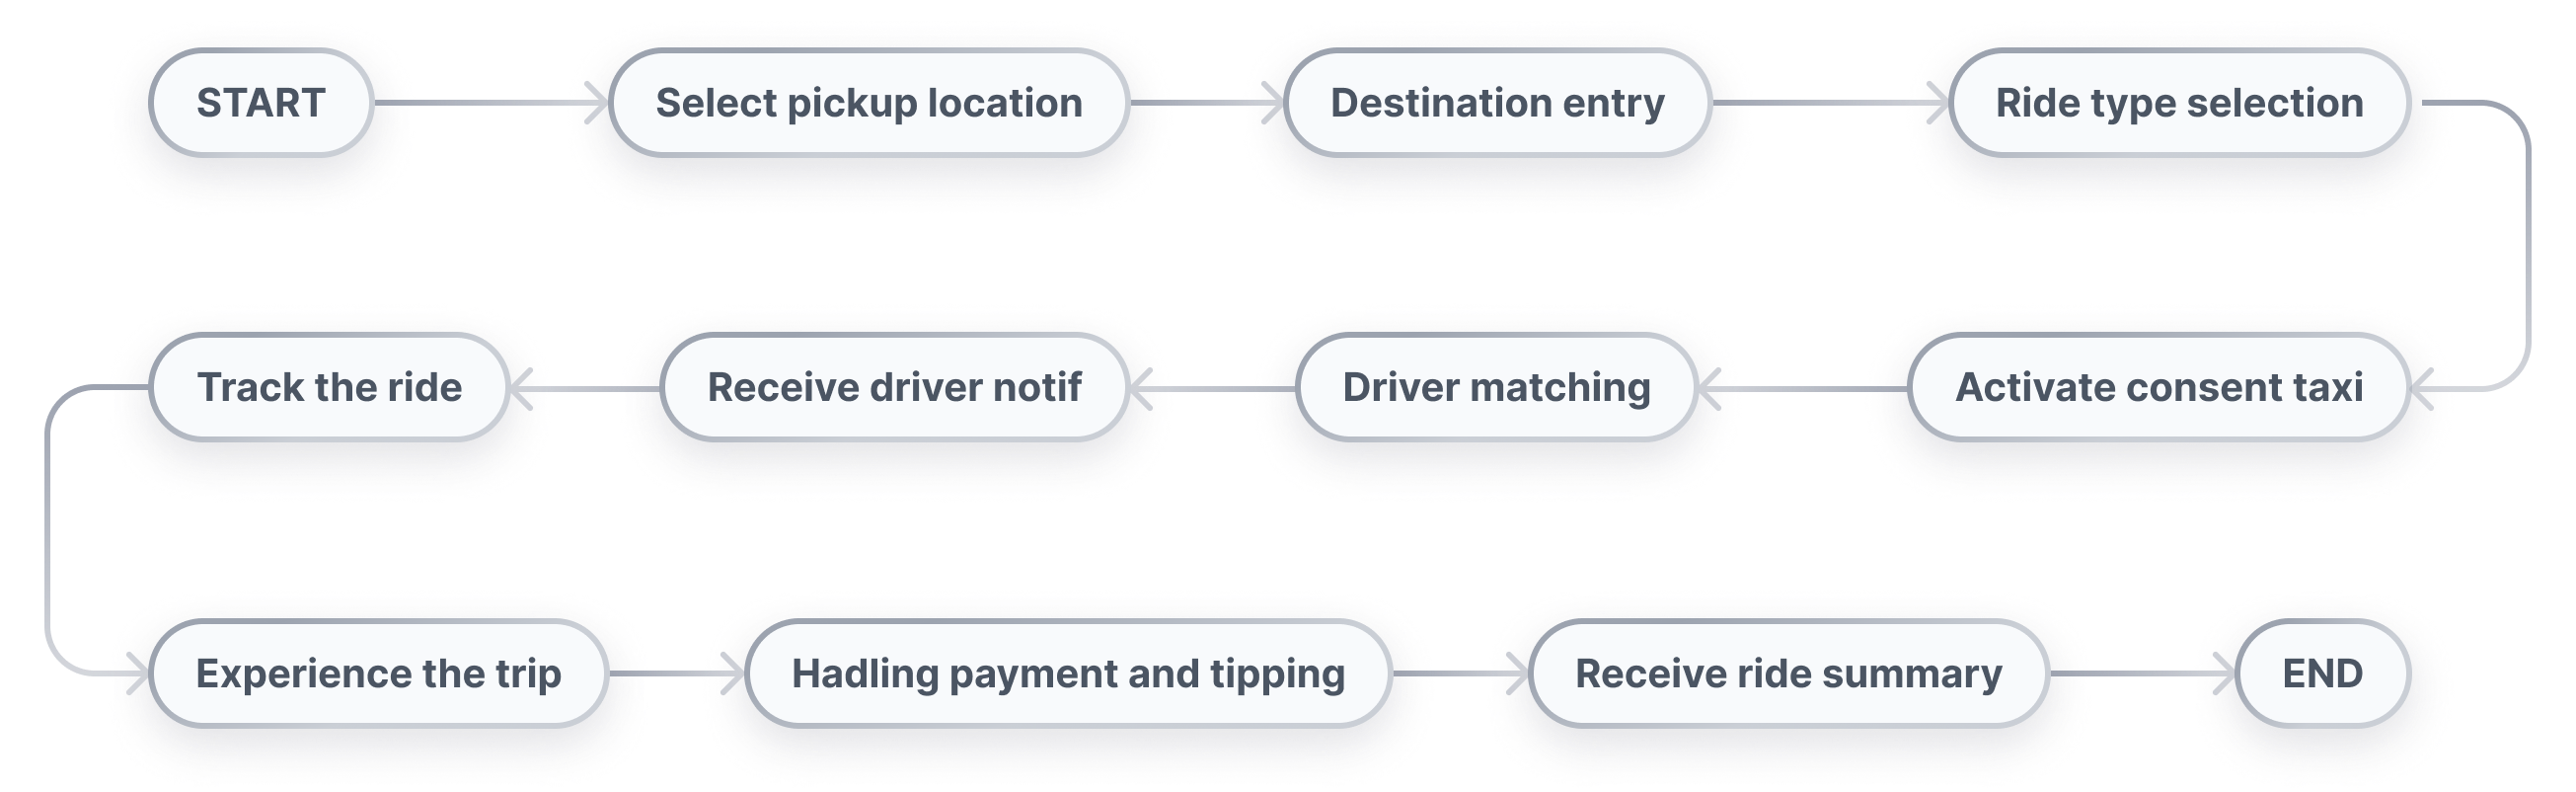 START
Select pickup location
Destination entry
Ride type selection
Activate consent taxi
Driver matching
Receive driver notif
Track the ride
Experience the trip
Hadling payment and tipping
Receive ride summary
END